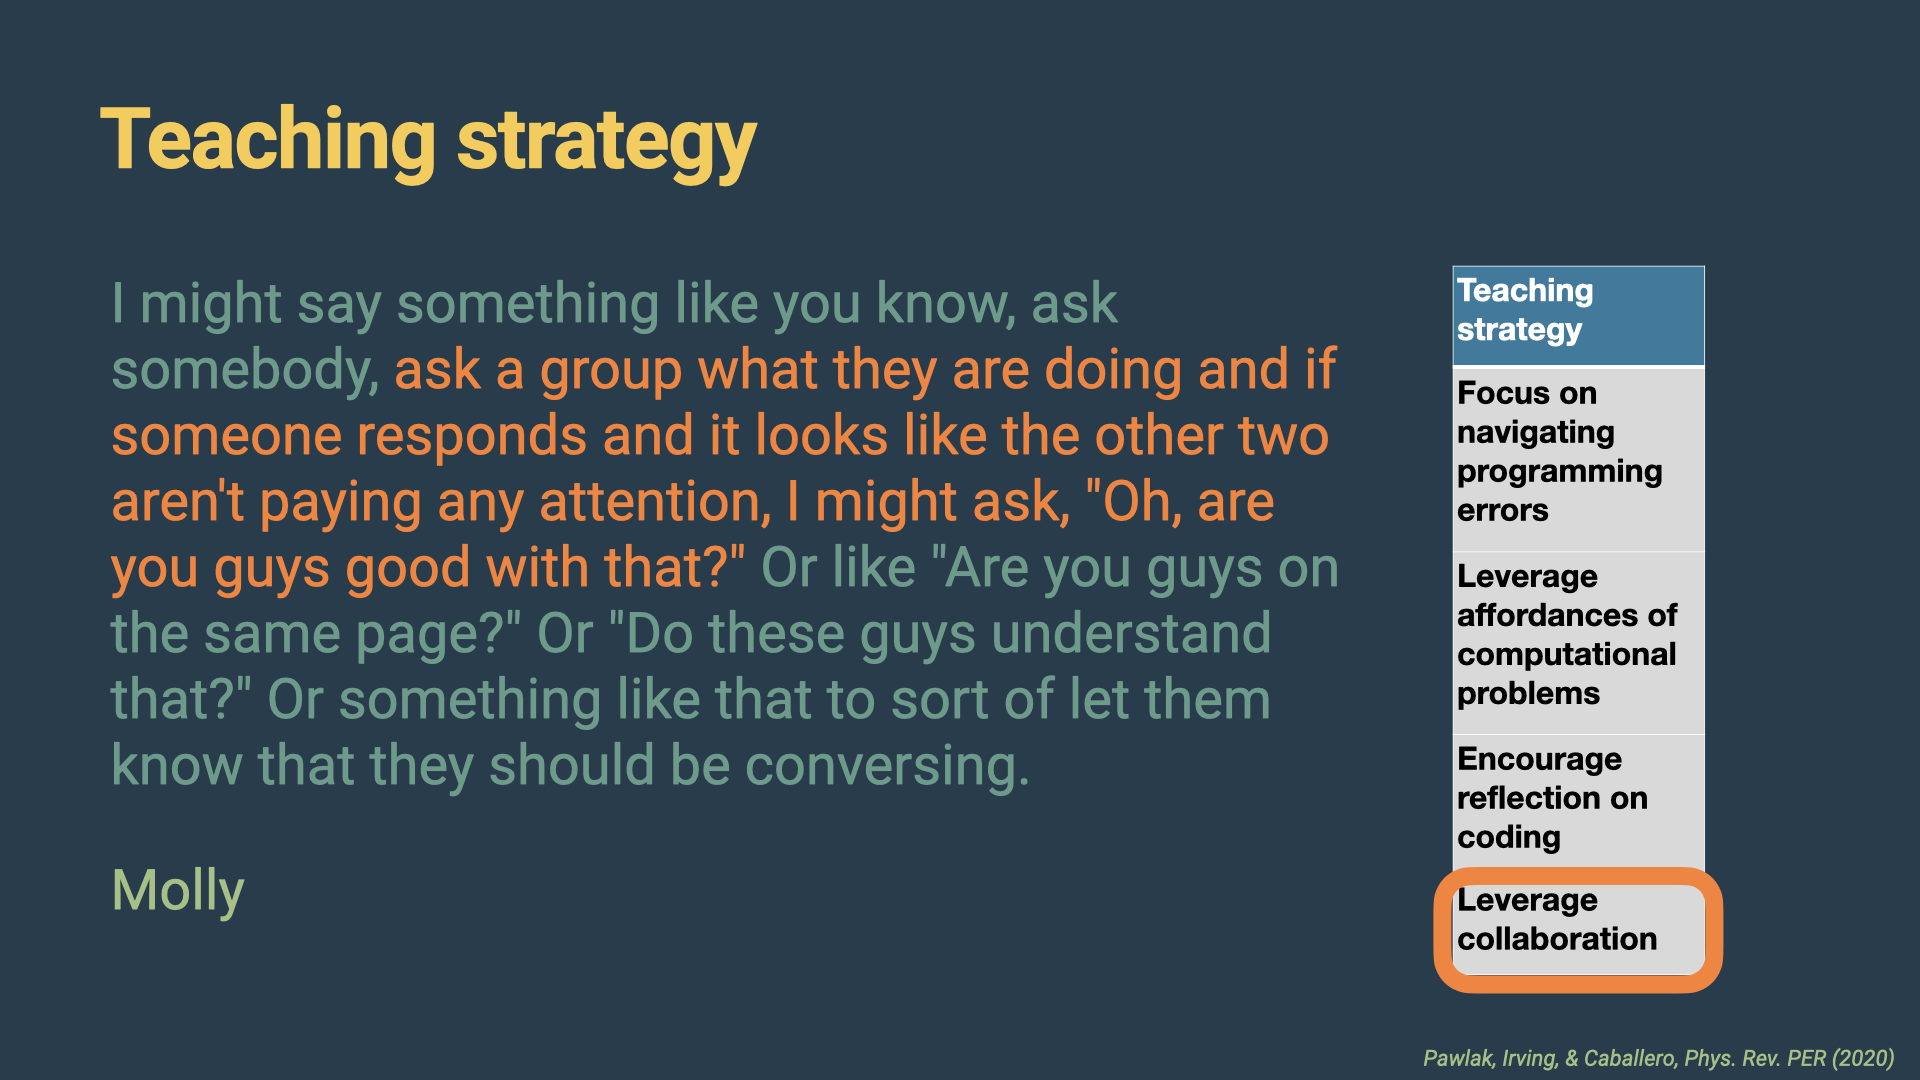 Teaching strategy
I might say something like you know, ask
somebody, ask a group what they are doing and if
someone responds and it looks like the other two
aren't paying any attention, I might ask, "Oh, are
you guys good with that?" Or like "Are you guys on
the same page?" Or "Do these guys understand
that?" Or something like that to sort of let them
know that they should be conversing.
Molly
Teaching
strategy
Focus on
navigating
programming
errors
Leverage
affordances of
computational
problems
Encourage
reflection on
coding
Leverage
collaboration
Pawlak, Irving, & Caballero, Phys. Rev. PER (2020)